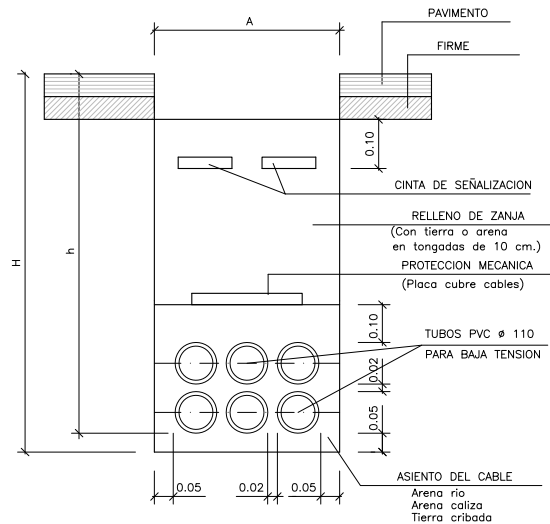 A
PAVIMENTO
FIRME
0.10
CINTA DE SEÑALIZACION
RELLENO DE ZANJA
(Con tierra o arena
en tongadas de 10 cm.)
H
h
PROTECCION MECANICA
(Placa cubre cables)
0.10
TUBOS PVC ø 110
PARA BAJA TENSION
0.02
0.05
0.05
0.02
0.05
ASIENTO DEL CABLE
Arena rio
Arena caliza
Tierra cribada